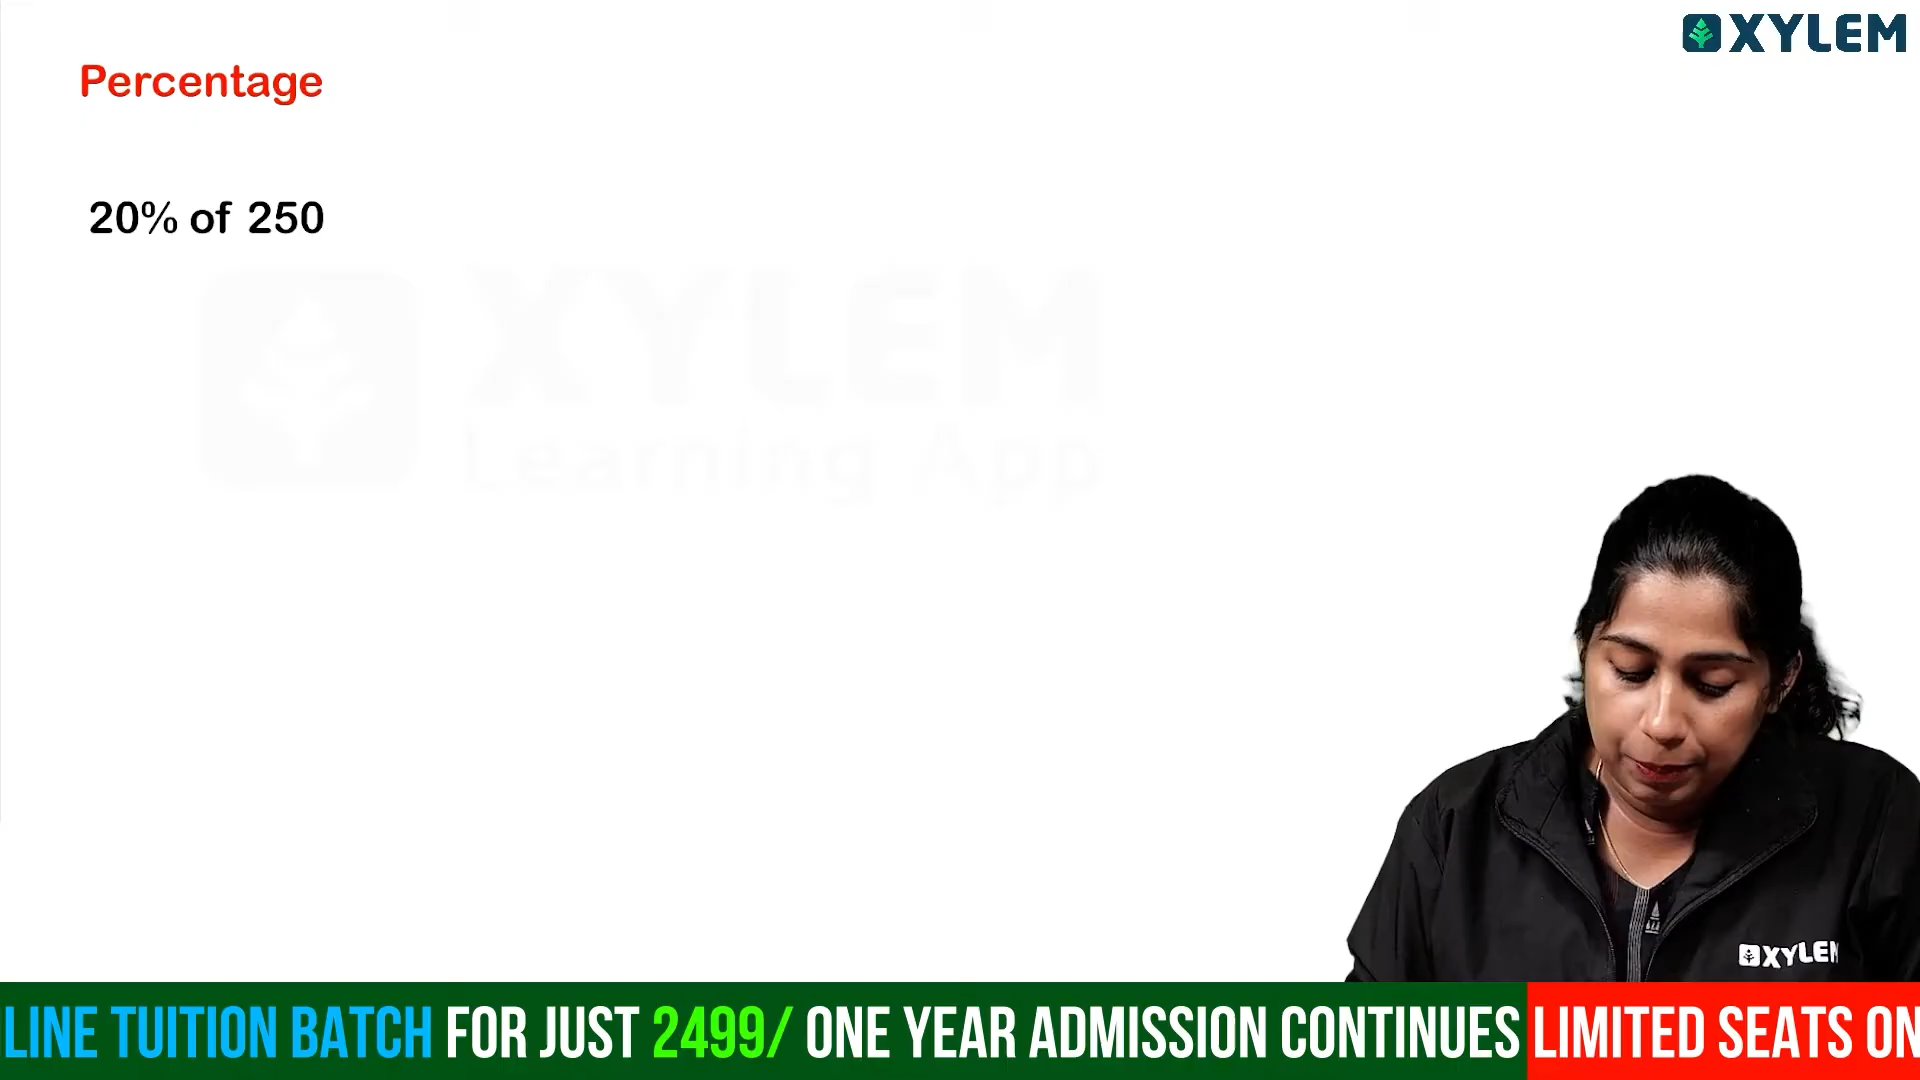 XYLEM
Percentage
20% of 250
XYLEM
Learning App
XYLEM
LINE TUITION BATCH FOR JUST 2499/ ONE YEAR ADMISSION CONTINUES LIMITED SEATS ON